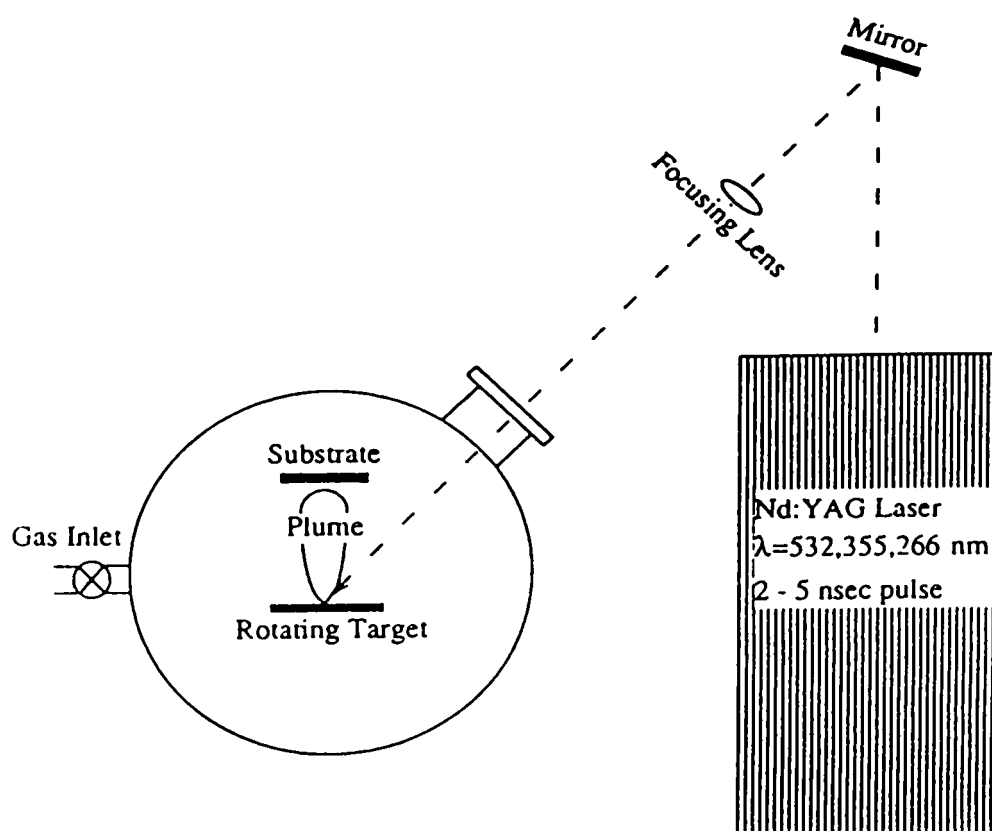 Mirror
Focusing Lens
Substrate
Plume
Gas Inlet
Rotating Target
Nd:YAG Laser
λ=532,355,266 nm
2 - 5 nsec pulse